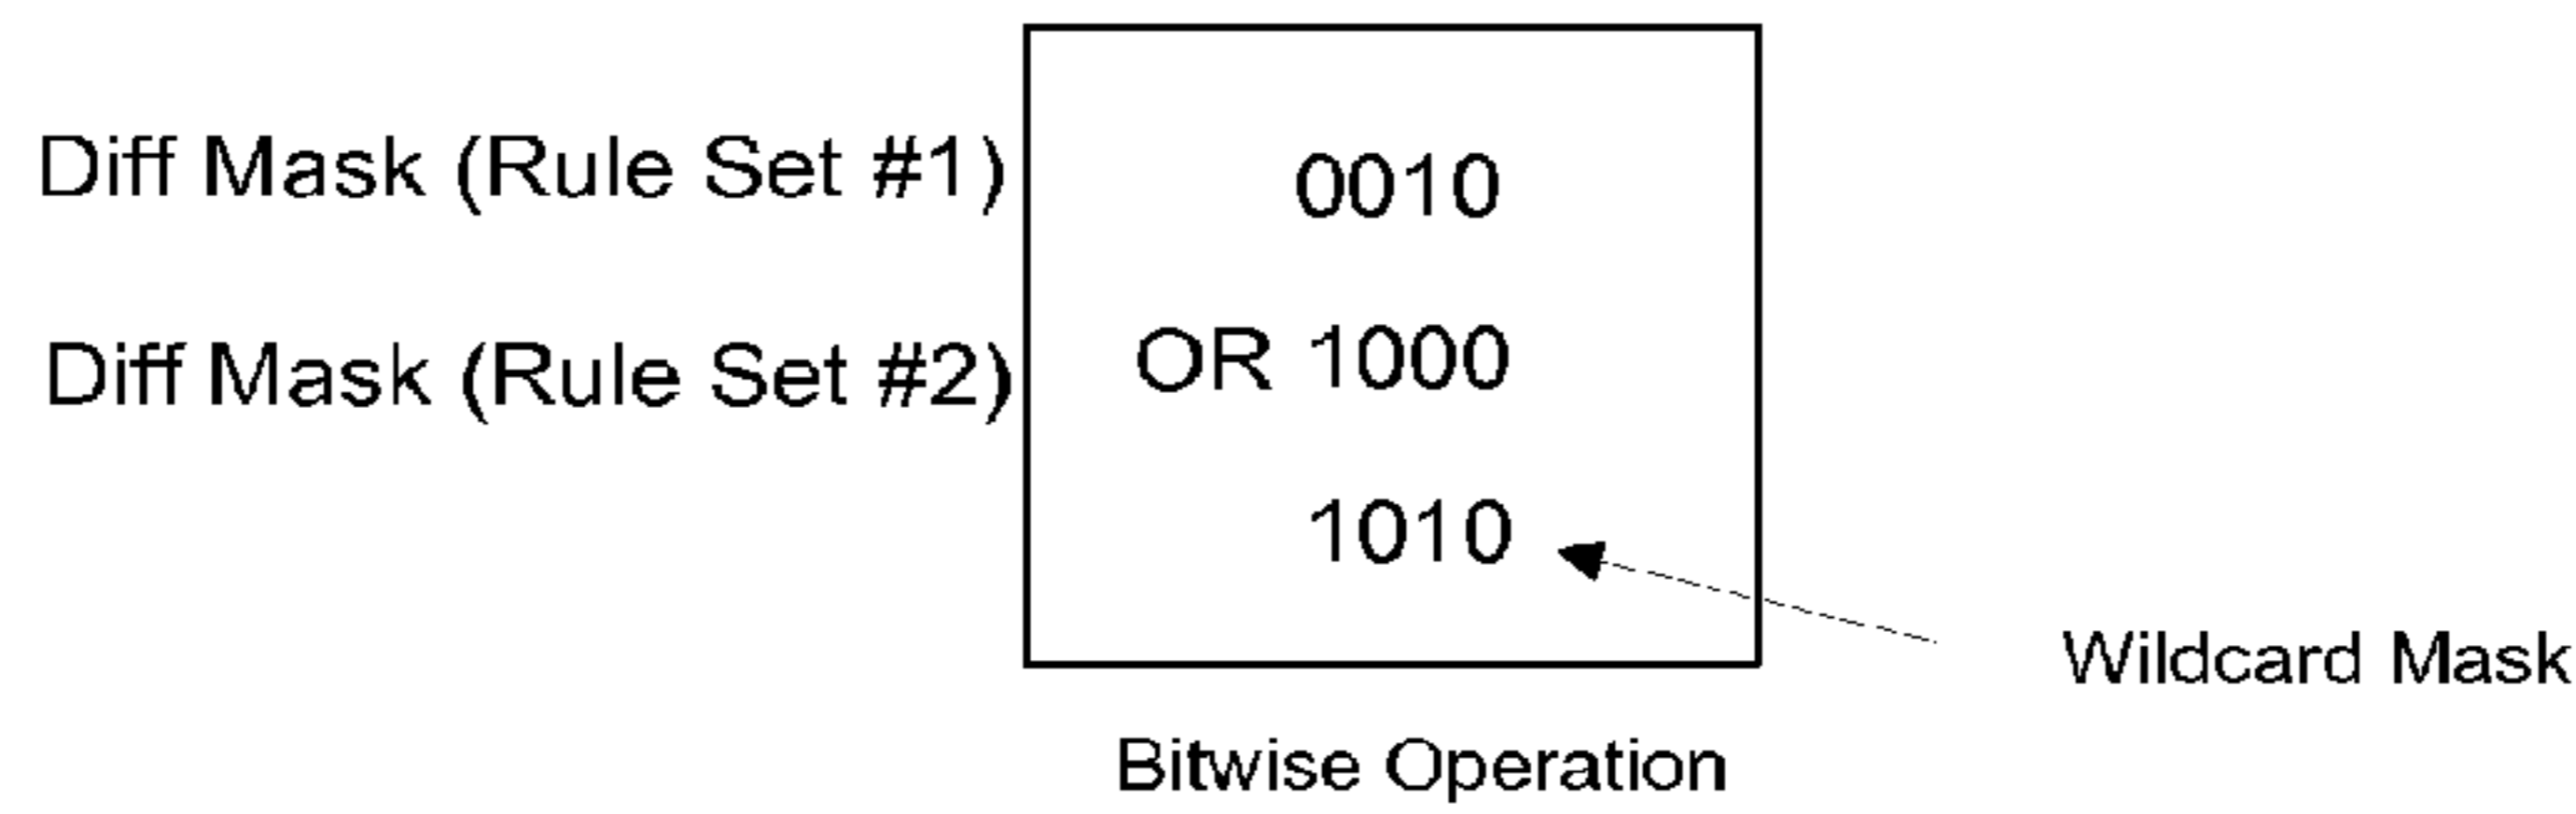 Diff Mask (Rule Set #1) 0010
Diff Mask (Rule Set #2) OR 1000
1010
Wildcard Mask
Bitwise Operation